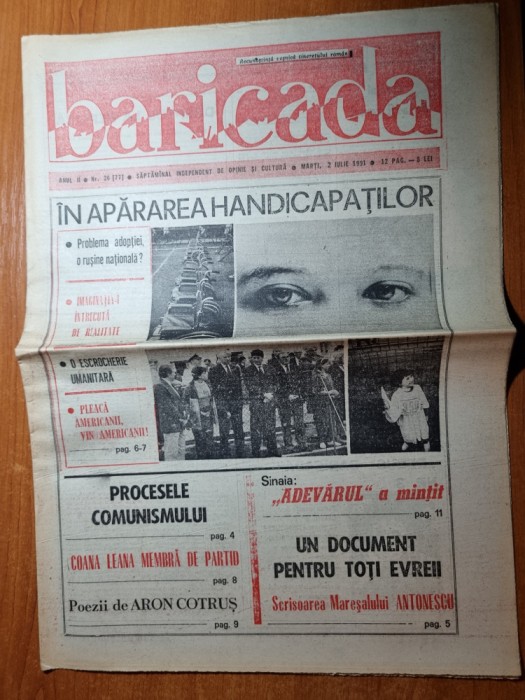 baricada
ANUL II ● Nr. 26 (77) ● SĂPTĂMÎNAL INDEPENDENT DE OPINIE ȘI CULTURĂ ● MARȚI, 2 IULIE 1991 ● 12 PAG. — 5 LEI
ÎN APĂRAREA HANDICAPAȚILOR
● Problema adopției,
o rușine națională?
● IMAGINAȚIA
ÎNTRECUTĂ
DE REALITATE
● O ESCROCHERIE
UMANITARĂ
● PLEACĂ
AMERICANII,
VIN AMERICANII!
pag. 6-7
PROCESELE
COMUNISMULUI
pag. 4
COANA LEANA MEMBRĂ DE PARTID
pag. 8
Poezii de ARON COTRUȘ
pag. 9
Sinaia:
„ADEVĂRUL“ a mințit
pag. 11
UN DOCUMENT
PENTRU TOȚI EVREII
Scrisoarea Mareșalului ANTONESCU
pag. 5